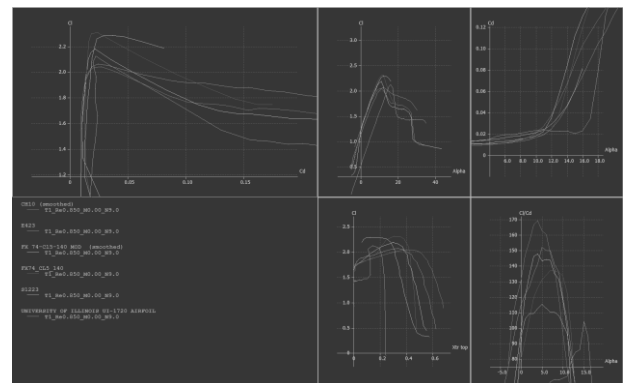 Cl
2.2
2.0
1.8
1.6
1.4
1.2
0
0.05
0.10
0.15
Cd
Cl
3.0
2.5
2.0
1.5
1.0
0.5
0
20
40
Alpha
Cd
0.12
0.10
0.08
0.06
0.04
0.02
0
6.0
8.0
10.0
12.0
14.0
16.0
18.0
Alpha
CH10 (smoothed)
T1_Re0.650_M0.00_N9.0
E423
T1_Re0.650_M0.00_N9.0
FX 74-CL5-140 MOD (smoothed)
T1_Re0.650_M0.00_N9.0
FX74_CL5_140
T1_Re0.650_M0.00_N9.0
S1223
T1_Re0.650_M0.00_N9.0
UNIVERSITY OF ILLINOIS UI-1720 AIRFOIL
T1_Re0.650_M0.00_N9.0
Cl
2.5
2.0
1.5
1.0
0.5
0
0.2
0.4
0.6
Xtr top
Cl/Cd
170
160
150
140
130
120
110
100
90
80
-5.0
0
5.0
10.0
15.0
Alpha